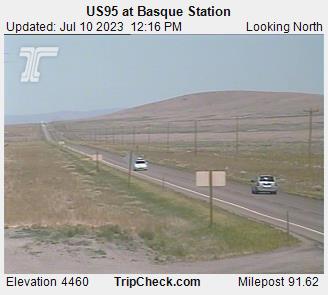 US95 at Basque Station
Updated: Jul 10 2023 12:16 PM Looking North
Elevation 4460 TripCheck.com Milepost 91.62